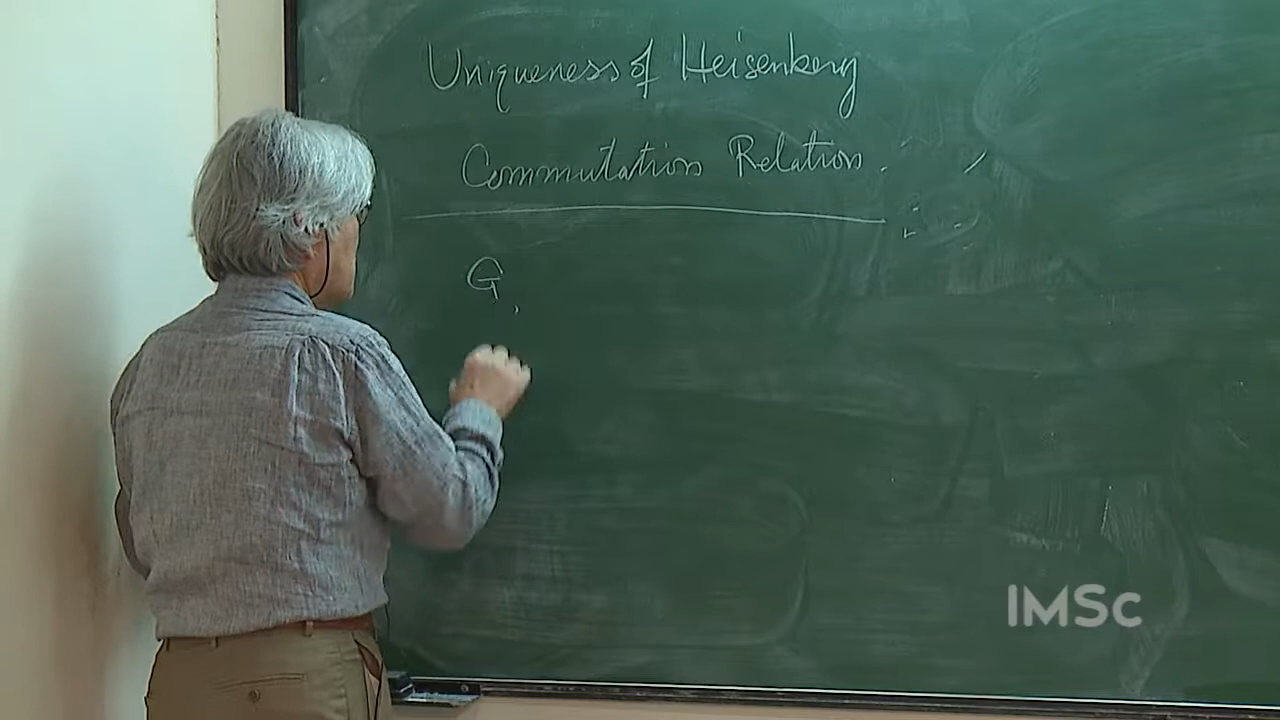 Uniqueness of Heisenberg
Commutation Relation.
G,
IMSc